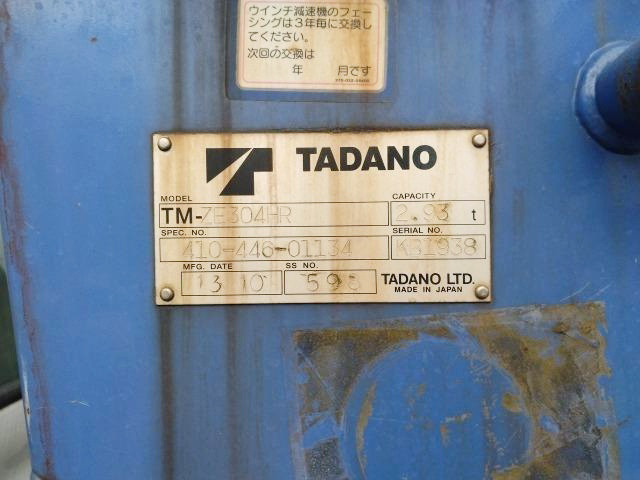 ウインチ減速機のフェー
シングは3年毎に交換し
てください。
次回の交換は
年 月です
TADANO
MODEL CAPACITY
TM-ZE304HR 2.93 t
SPEC. NO. SERIAL NO.
410-446-01134 KB1938
MFG. DATE SS NO.
13 10 TADANO LTD.
MADE IN JAPAN